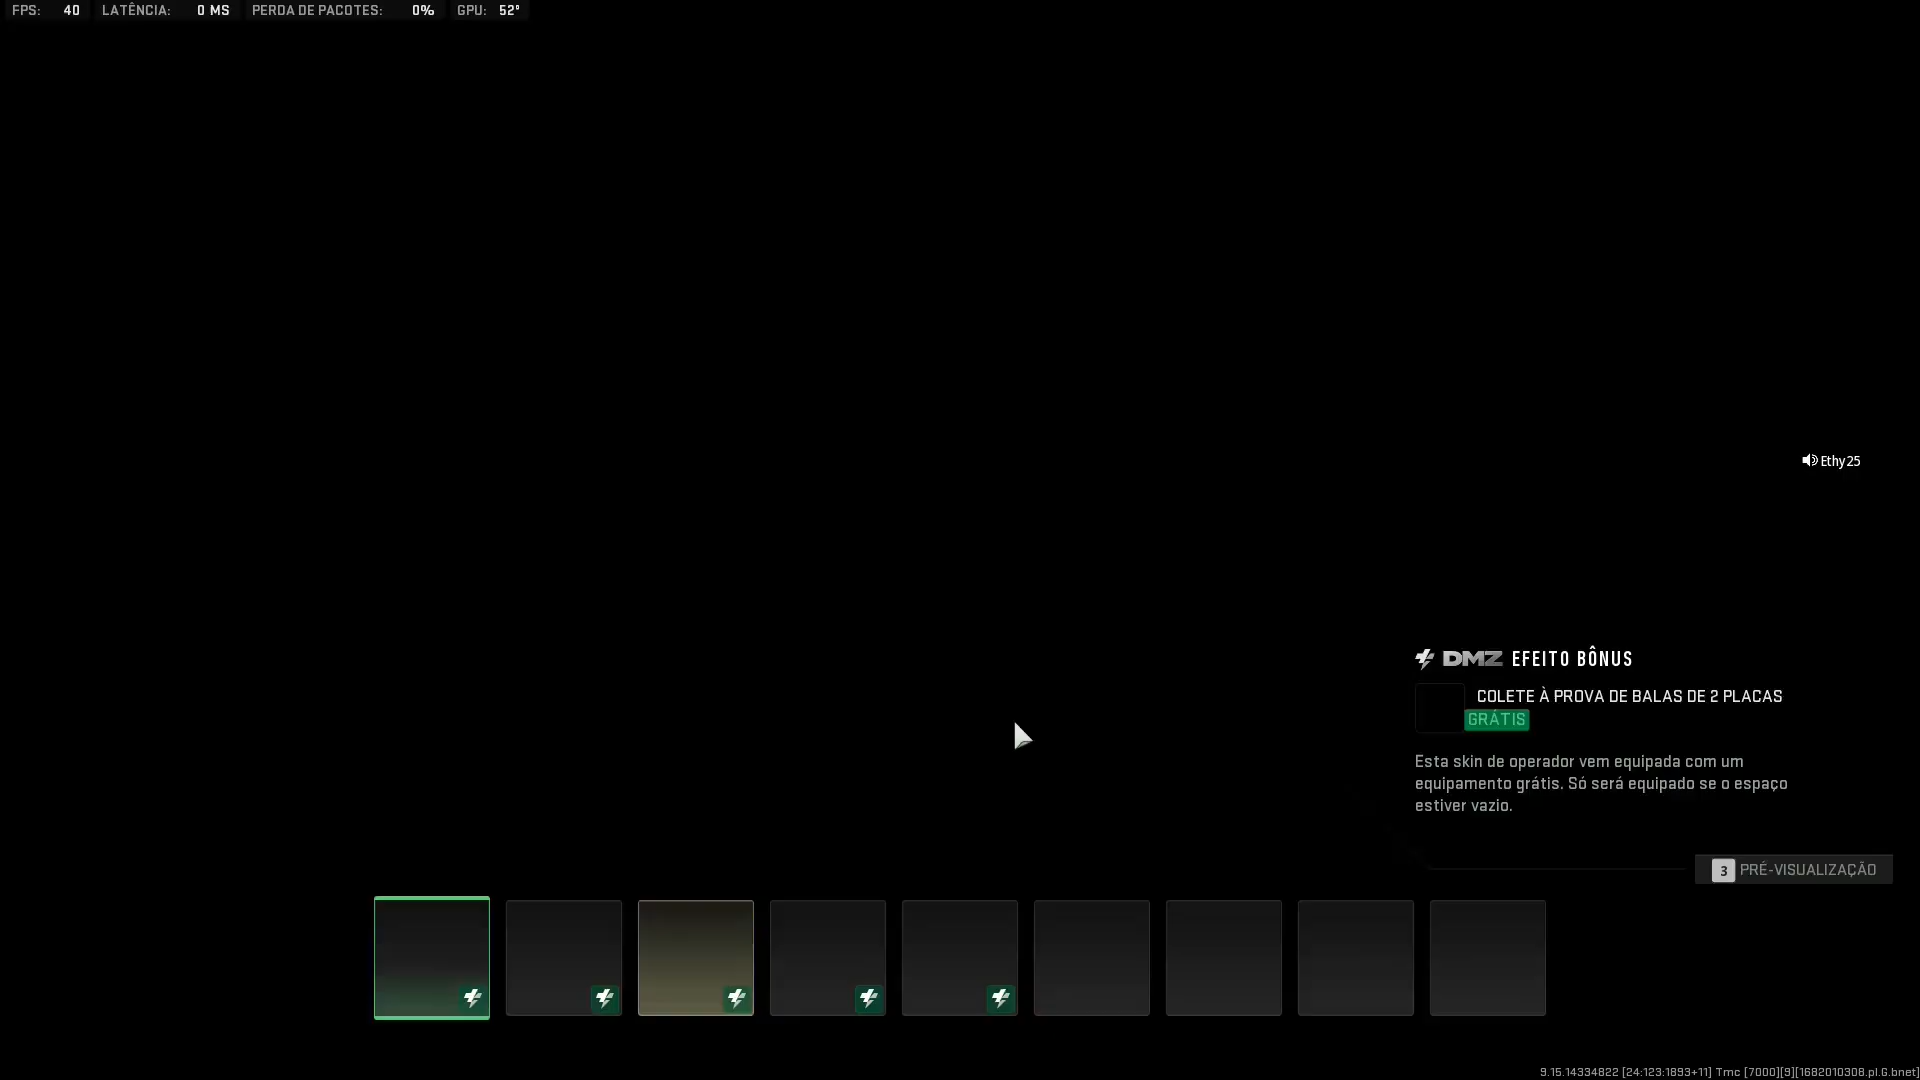 FPS: 40 LATÊNCIA: 0 MS PERDA DE PACOTES: 0% GPU: 52°
Ethy25
DMZ EFEITO BÔNUS
COLETE À PROVA DE BALAS DE 2 PLACAS
GRÁTIS
Esta skin de operador vem equipada com um
equipamento grátis. Só será equipado se o espaço
estiver vazio.
3 PRÉ-VISUALIZAÇÃO
9.15.14334822 [24:123:1893+11] Tmc [7000][9][1682010308.pl.G.bnet]